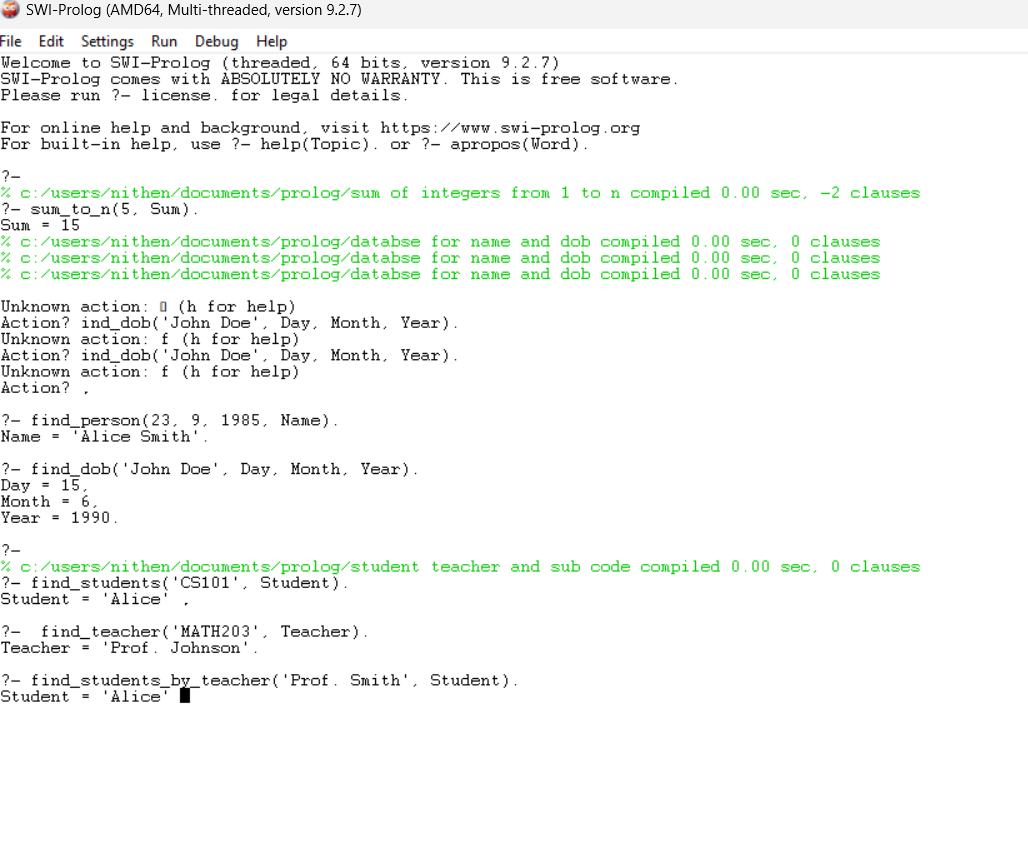 SWI-Prolog (AMD64, Multi-threaded, version 9.2.7)
File Edit Settings Run Debug Help
Welcome to SWI-Prolog (threaded, 64 bits, version 9.2.7)
SWI-Prolog comes with ABSOLUTELY NO WARRANTY. This is free software.
Please run ?- license. for legal details.
For online help and background, visit https://www.swi-prolog.org
For built-in help, use ?- help(Topic). or ?- apropos(Word).
?-
% c:/users/nithen/documents/prolog/sum of integers from 1 to n compiled 0.00 sec, -2 clauses
?- sum_to_n(5, Sum).
Sum = 15
% c:/users/nithen/documents/prolog/databse for name and dob compiled 0.00 sec, 0 clauses
% c:/users/nithen/documents/prolog/databse for name and dob compiled 0.00 sec, 0 clauses
% c:/users/nithen/documents/prolog/databse for name and dob compiled 0.00 sec, 0 clauses
Unknown action: (h for help)
Action? ind_dob('John Doe', Day, Month, Year).
Unknown action: f (h for help)
Action? ind_dob('John Doe', Day, Month, Year).
Unknown action: f (h for help)
Action? .
?- find_person(23, 9, 1985, Name).
Name = 'Alice Smith'.
?- find_dob('John Doe', Day, Month, Year).
Day = 15,
Month = 6,
Year = 1990.
?-
% c:/users/nithen/documents/prolog/student teacher and sub code compiled 0.00 sec, 0 clauses
?- find_students('CS101', Student).
Student = 'Alice' .
?-  find_teacher('MATH203', Teacher).
Teacher = 'Prof. Johnson'.
?- find_students_by_teacher('Prof. Smith', Student).
Student = 'Alice'